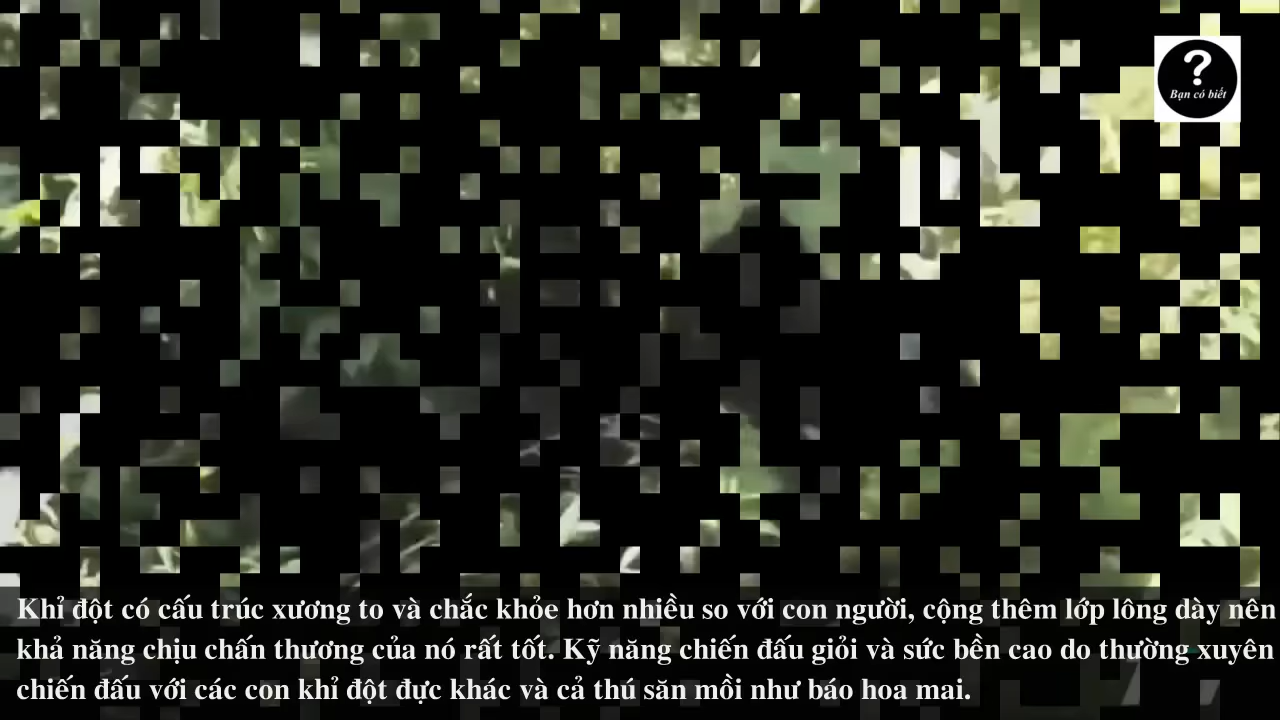 ?
Bạn có biết
Khỉ đột có cấu trúc xương to và chắc khỏe hơn nhiều so với con người, cộng thêm lớp lông dày nên
khả năng chịu chấn thương của nó rất tốt. Kỹ năng chiến đấu giỏi và sức bền cao do thường xuyên
chiến đấu với các con khỉ đột đực khác và cả thú săn mồi như báo hoa mai.